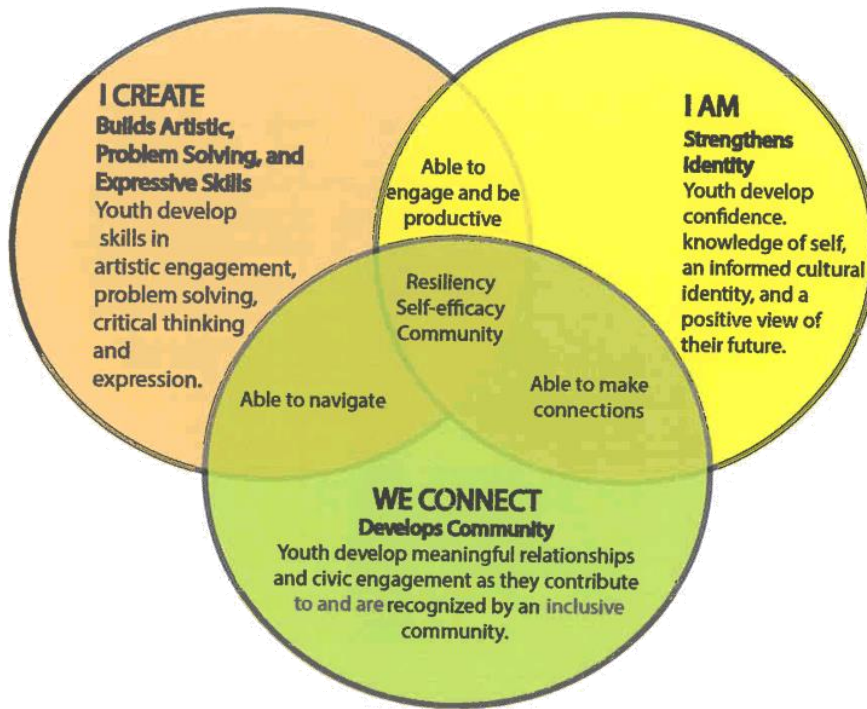 I CREATE
Builds Artistic,
Problem Solving, and
Expressive Skills
Youth develop
skills in
artistic engagement,
problem solving,
critical thinking
and
expression.
Able to
engage and be
productive
I AM
Strengthens
Identity
Youth develop
confidence.
knowledge of self,
an informed cultural
identity, and a
positive view of
their future.
Resiliency
Self-efficacy
Community
Able to navigate
Able to make
connections
WE CONNECT
Develops Community
Youth develop meaningful relationships
and civic engagement as they contribute
to and are recognized by an inclusive
community.